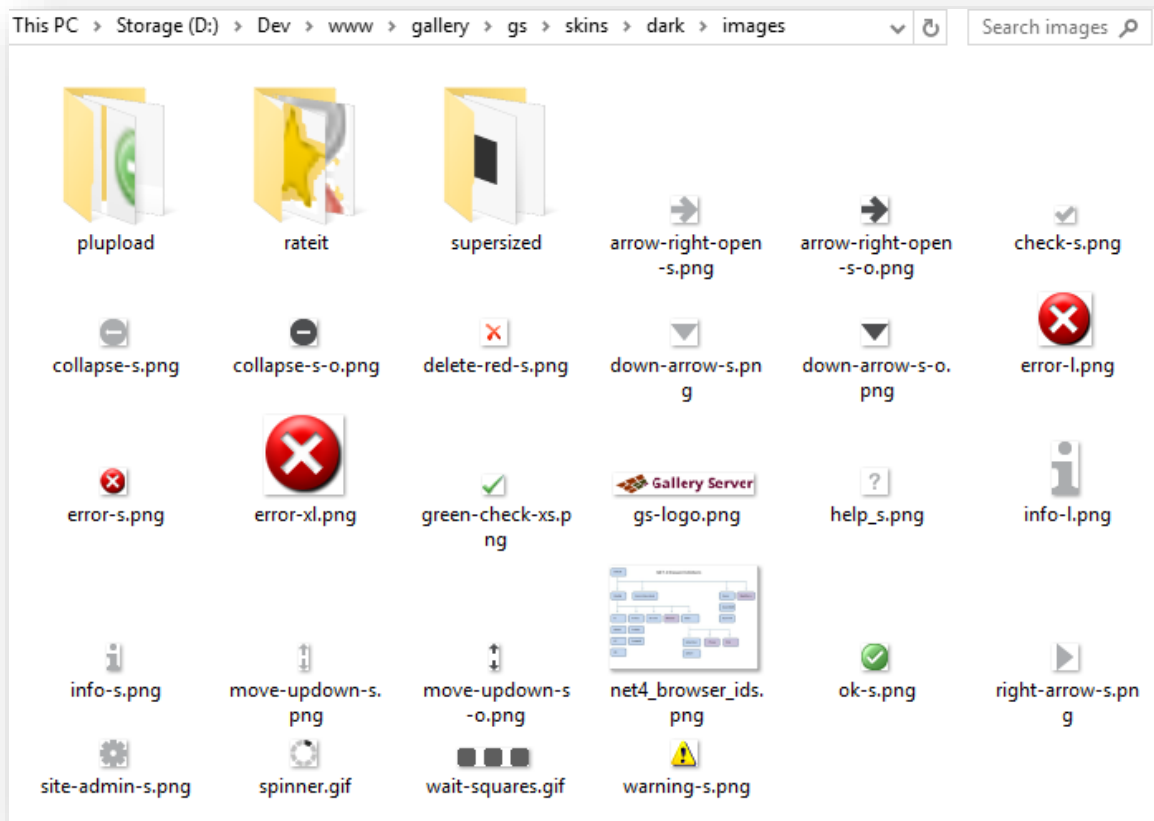 This PC > Storage (D:) > Dev > www > gallery > gs > skins > dark > images
Search images
plupload
rateit
supersized
arrow-right-open
-s.png
arrow-right-open
-s-o.png
check-s.png
collapse-s.png
collapse-s-o.png
delete-red-s.png
down-arrow-s.pn
g
down-arrow-s-o.
png
error-l.png
error-s.png
error-xl.png
green-check-xs.p
ng
Gallery Server
gs-logo.png
help_s.png
info-l.png
info-s.png
move-updown-s.
png
move-updown-s
-o.png
net4_browser_ids.
png
ok-s.png
right-arrow-s.pn
g
site-admin-s.png
spinner.gif
wait-squares.gif
warning-s.png